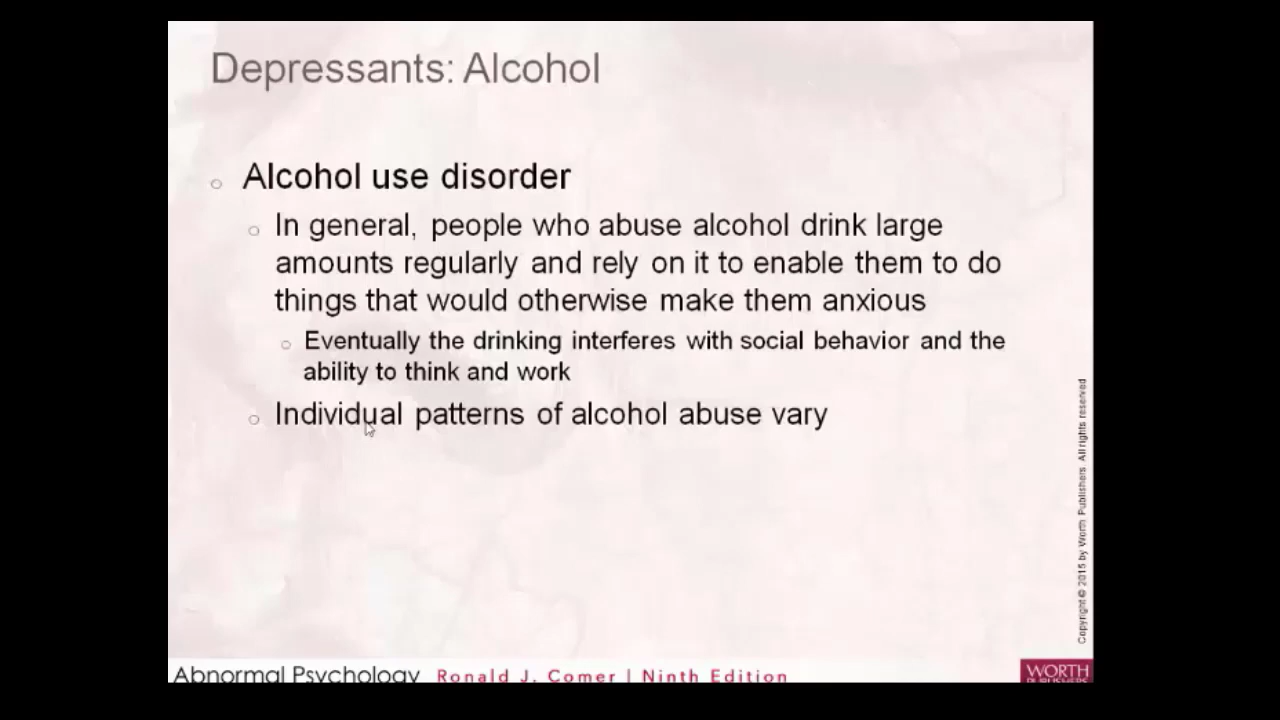 Depressants: Alcohol
Alcohol use disorder
In general, people who abuse alcohol drink large
amounts regularly and rely on it to enable them to do
things that would otherwise make them anxious
Eventually the drinking interferes with social behavior and the
ability to think and work
Individual patterns of alcohol abuse vary
Copyright © 2015 by Worth Publishers. All rights reserved
Abnormal Psychology Ronald J. Comer | Ninth Edition
WORTH
PUBLISHERS